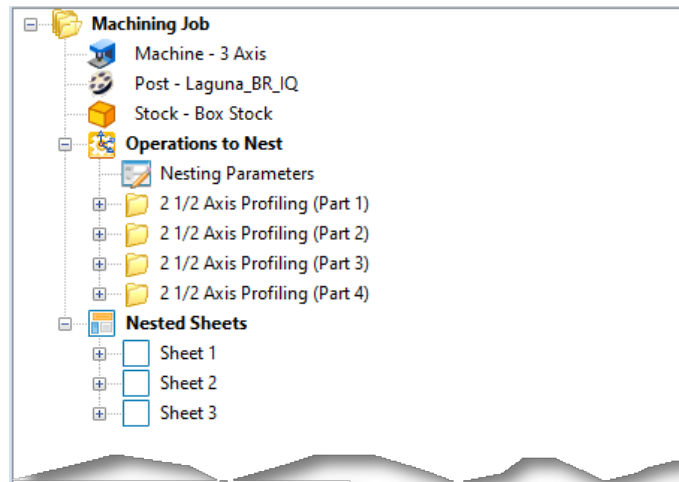 Machining Job
Machine - 3 Axis
Post - Laguna_BR_IQ
Stock - Box Stock
Operations to Nest
Nesting Parameters
2 1/2 Axis Profiling (Part 1)
2 1/2 Axis Profiling (Part 2)
2 1/2 Axis Profiling (Part 3)
2 1/2 Axis Profiling (Part 4)
Nested Sheets
Sheet 1
Sheet 2
Sheet 3